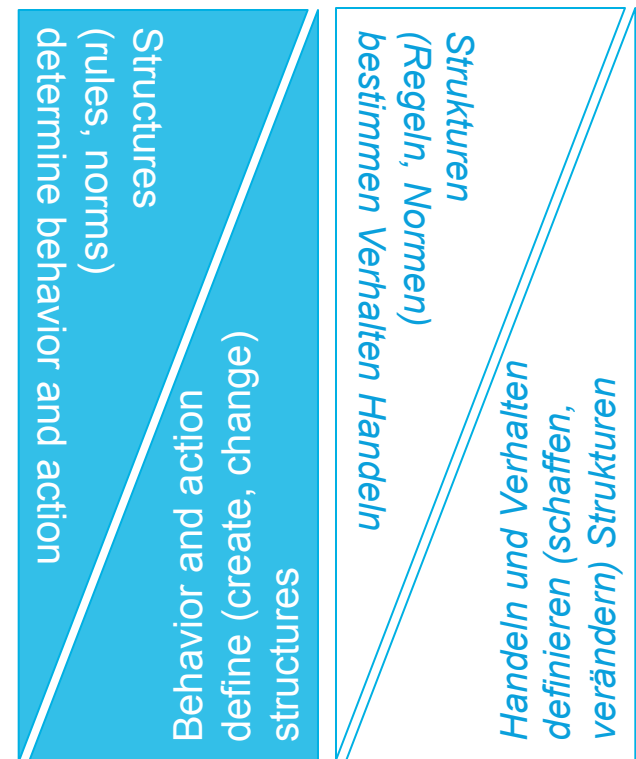 Strukturen
(Regeln, Normen)
bestimmen Verhalten Handeln
Handeln und Verhalten
definieren (schaffen,
verändern) Strukturen
Structures
(rules, norms)
determine behavior and action
Behavior and action
define (create, change)
structures